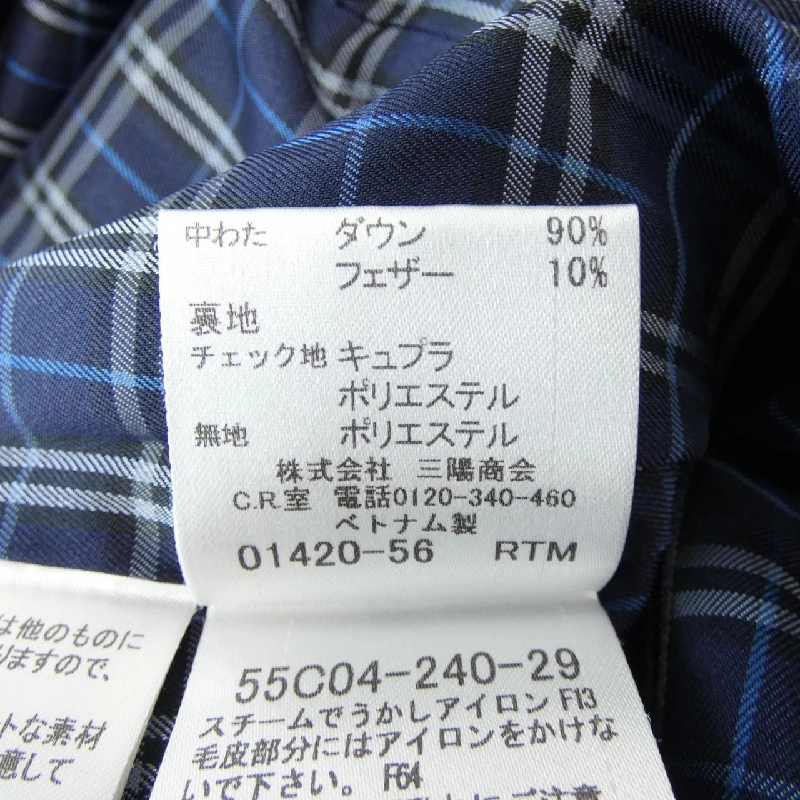 中わた ダウン 90%
フェザー 10%
裏地
チェック地 キュプラ
ポリエステル
無地 ポリエステル
株式会社 三陽商会
C.R.室 電話0120-340-460
ベトナム製
01420-56 RTM
は他のものに
りますので、
トな素材
意して
55C04-240-29
スチームでうかしアイロン F13
毛皮部分にはアイロンをかけな
いで下さい。 F64
にご注意